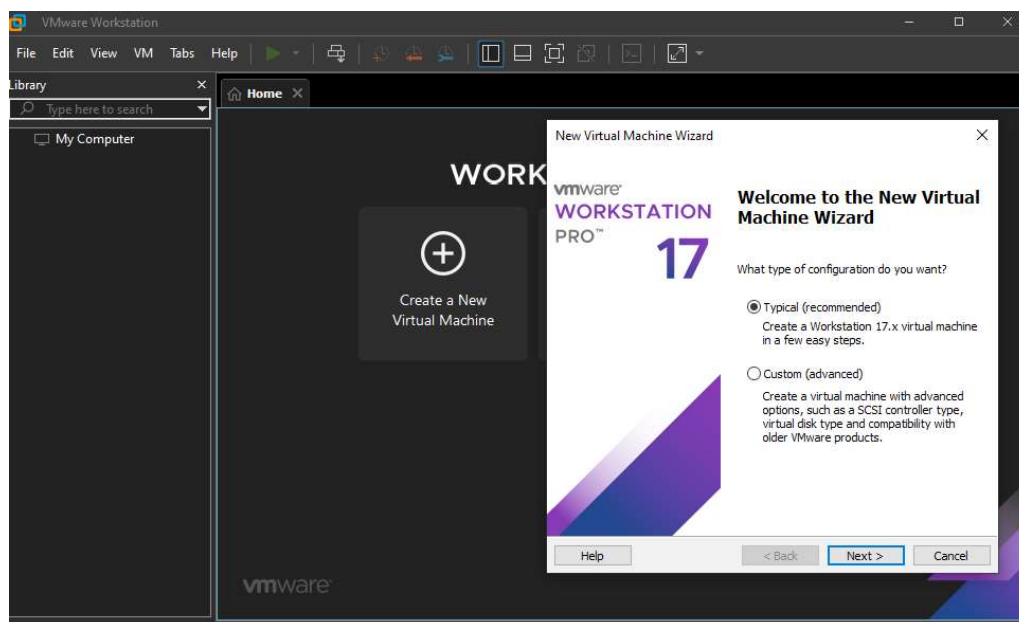 VMware Workstation
File Edit View VM Tabs Help
Library
Type here to search
My Computer
Home
WORK
Create a New
Virtual Machine
vmware
New Virtual Machine Wizard
vmware
WORKSTATION
PRO™
17
Welcome to the New Virtual
Machine Wizard
What type of configuration do you want?
Typical (recommended)
Create a Workstation 17.x virtual machine
in a few easy steps.
Custom (advanced)
Create a virtual machine with advanced
options, such as a SCSI controller type,
virtual disk type and compatibility with
older VMware products.
Help
< Back Next > Cancel